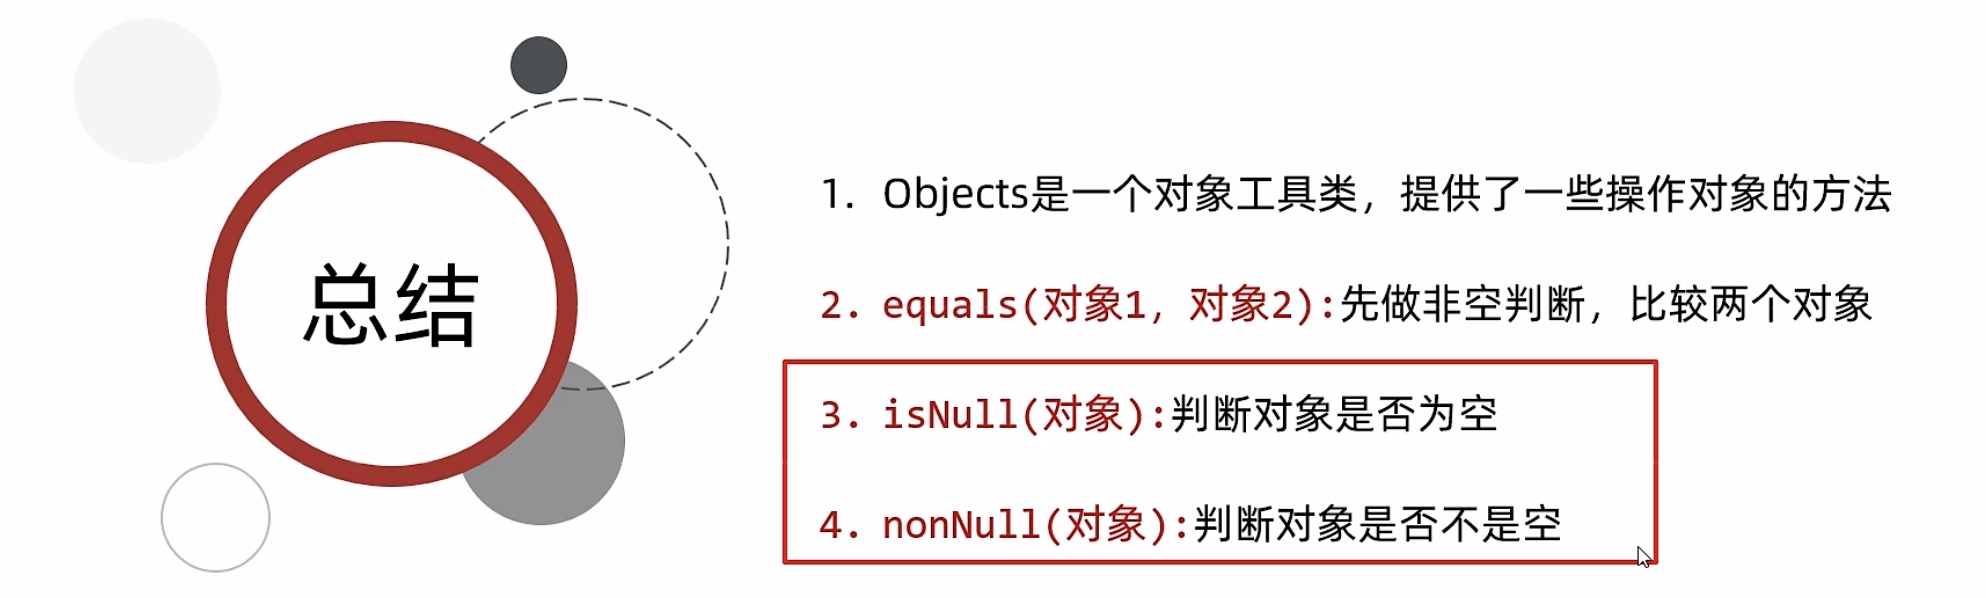 总结
1. Objects是一个对象工具类，提供了一些操作对象的方法
2. equals(对象1，对象2):先做非空判断，比较两个对象
3. isNull(对象):判断对象是否为空
4. nonNull(对象):判断对象是否不是空